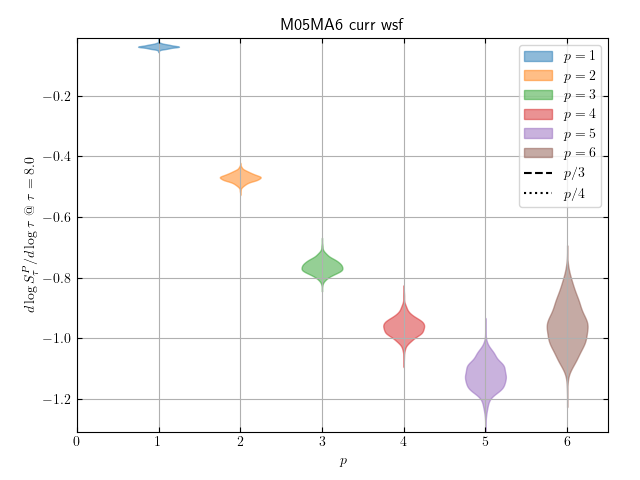 M05MA6 curr wsf
d log S_τ^P / d log τ @ τ = 8.0
−0.2
−0.4
−0.6
−0.8
−1.0
−1.2
0 1 2 3 4 5 6
p
p = 1
p = 2
p = 3
p = 4
p = 5
p = 6
p/3
p/4